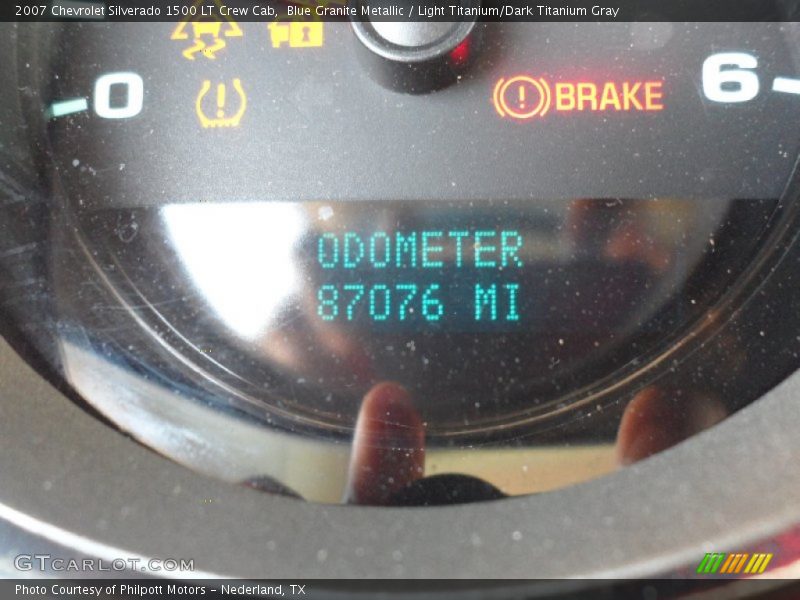 2007 Chevrolet Silverado 1500 LT Crew Cab, Blue Granite Metallic / Light Titanium/Dark Titanium Gray
0
BRAKE
6
ODOMETER
87076 MI
GTCARLOT.COM
Photo Courtesy of Philpott Motors - Nederland, TX